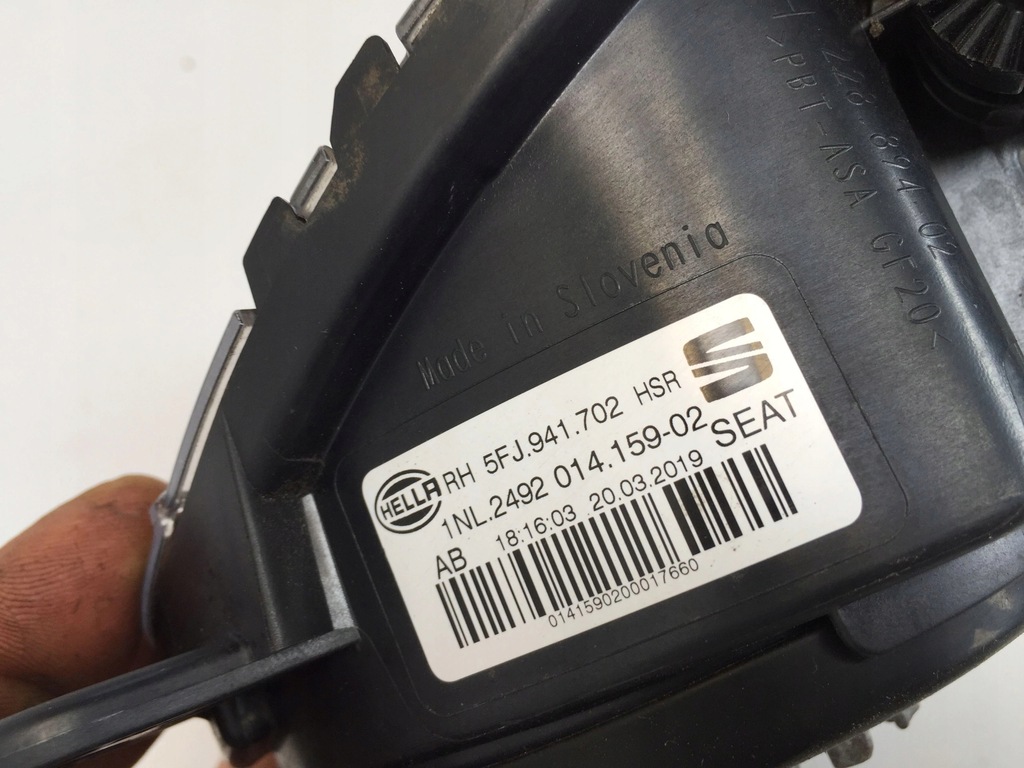 228 894 02
>PBT-ASA GF20<
Made in Slovenia
HELLA
RH 5FJ.941.702 HSR
1NL.2492 014.159-02
SEAT
AB 18:16:03 20.03.2019
0141590200017660